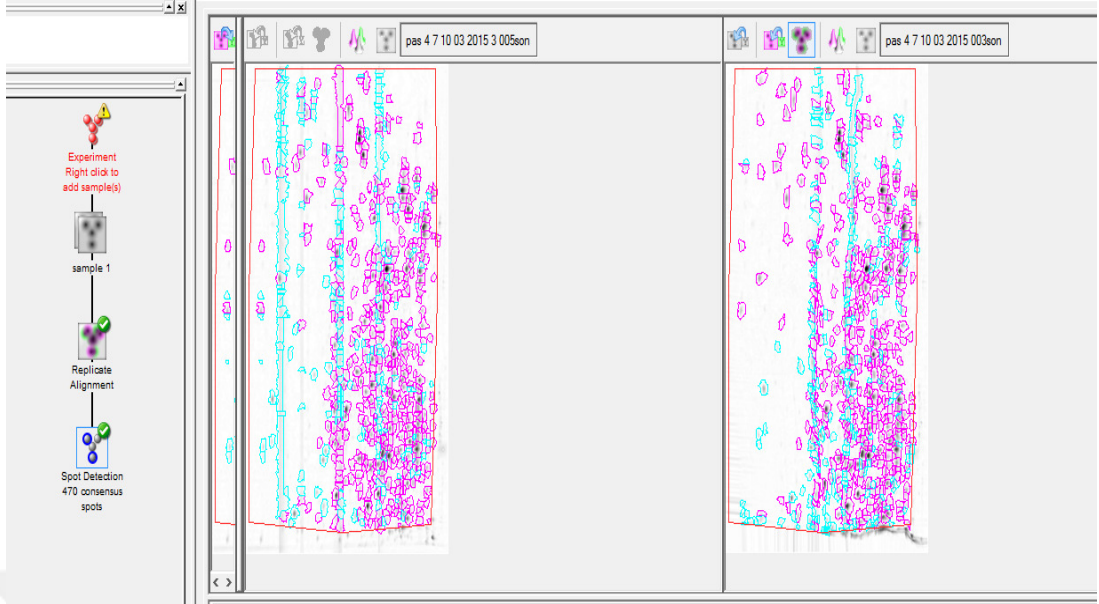 pas 4 7 10 03 2015 3 005son
pas 4 7 10 03 2015 003son
Experiment
Right click to
add sample(s)
sample 1
Replicate
Alignment
Spot Detection
470 consensus
spots